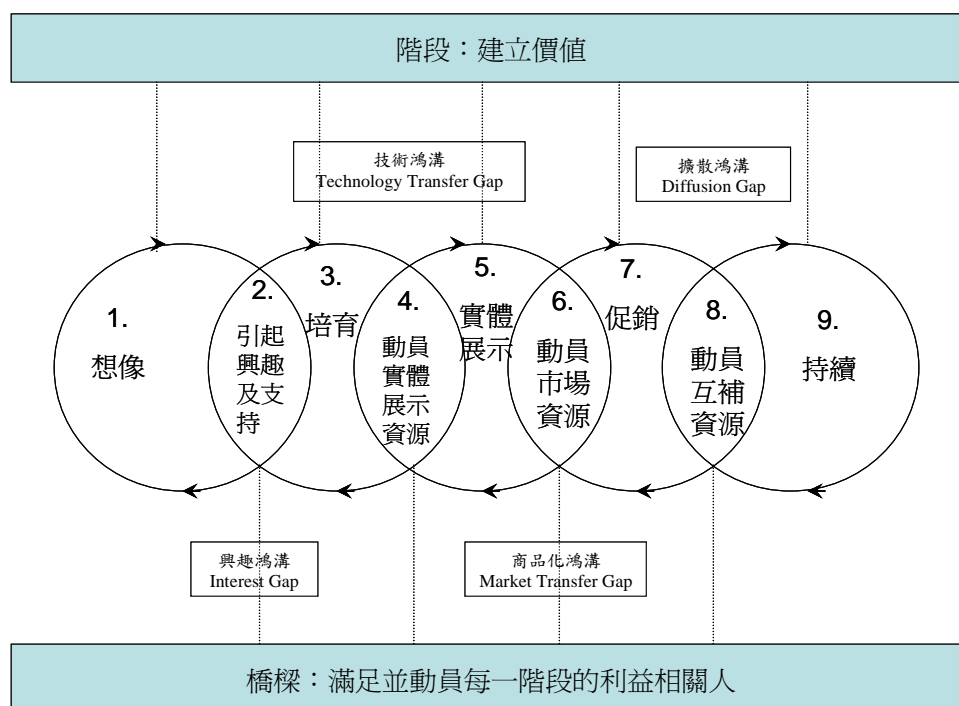 階段：建立價值
技術鴻溝
Technology Transfer Gap
擴散鴻溝
Diffusion Gap
1.
想像
2.
引起
興趣
及支
持
3.
培育
4.
動員
實體
展示
資源
5.
實體
展示
6.
動員
市場
資源
7.
促銷
8.
動員
互補
資源
9.
持續
興趣鴻溝
Interest Gap
商品化鴻溝
Market Transfer Gap
橋樑：滿足並動員每一階段的利益相關人